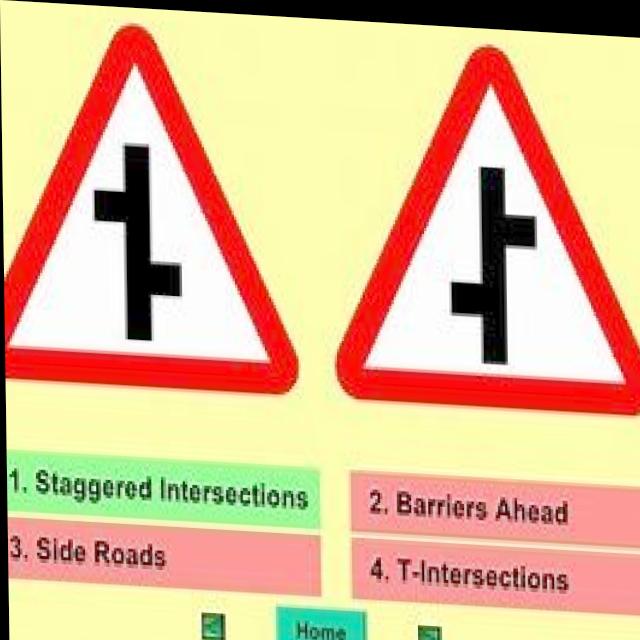 1. Staggered Intersections
2. Barriers Ahead
3. Side Roads
4. T-Intersections
Home